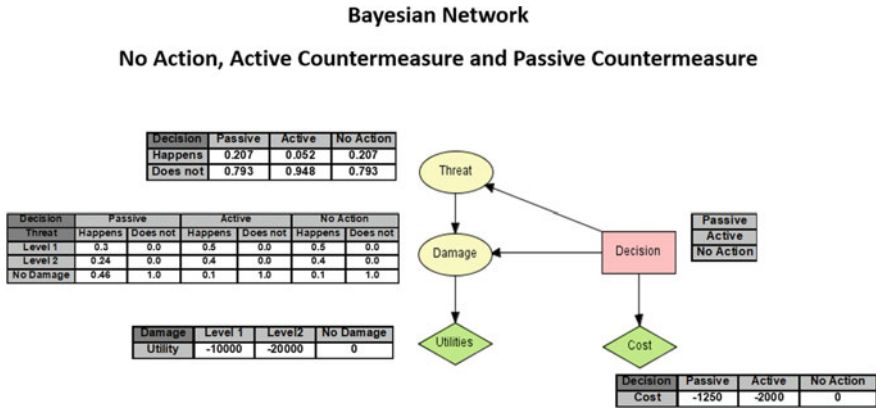 Bayesian Network
No Action, Active Countermeasure and Passive Countermeasure
Decision Passive Active No Action
Happens 0.207 0.052 0.207
Does not 0.793 0.948 0.793
Threat
Decision Passive Active No Action
Threat Happens Does not Happens Does not Happens Does not
Level 1 0.3 0.0 0.5 0.0 0.5 0.0
Level 2 0.24 0.0 0.4 0.0 0.4 0.0
No Damage 0.46 1.0 0.1 1.0 0.1 1.0
Damage
Decision
Passive
Active
No Action
Damage Level 1 Level2 No Damage
Utility -10000 -20000 0
Utilities
Cost
Decision Passive Active No Action
Cost -1250 -2000 0